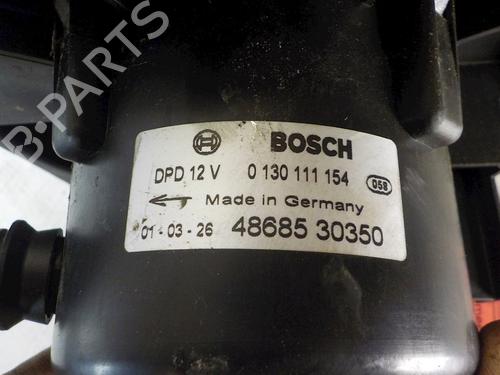 BOSCH
DPD 12 V 0 130 111 154 058
Made in Germany
01-03-26 48685 30350
B-PARTS